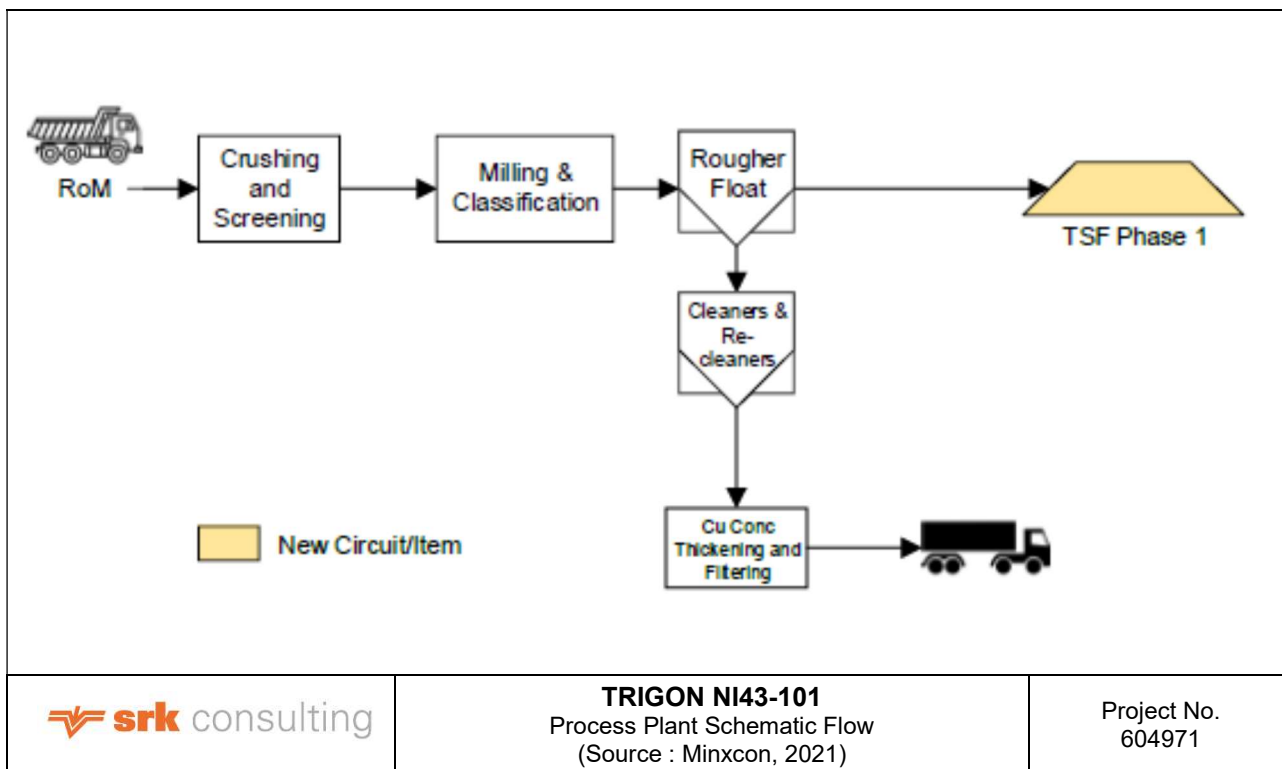 RoM
Crushing
and
Screening
Milling &
Classification
Rougher
Float
TSF Phase 1
Cleaners &
Re-
cleaners
Cu Conc
Thickening and
Filtering
New Circuit/Item
srk consulting
TRIGON NI43-101
Process Plant Schematic Flow
(Source : Minxcon, 2021)
Project No.
604971